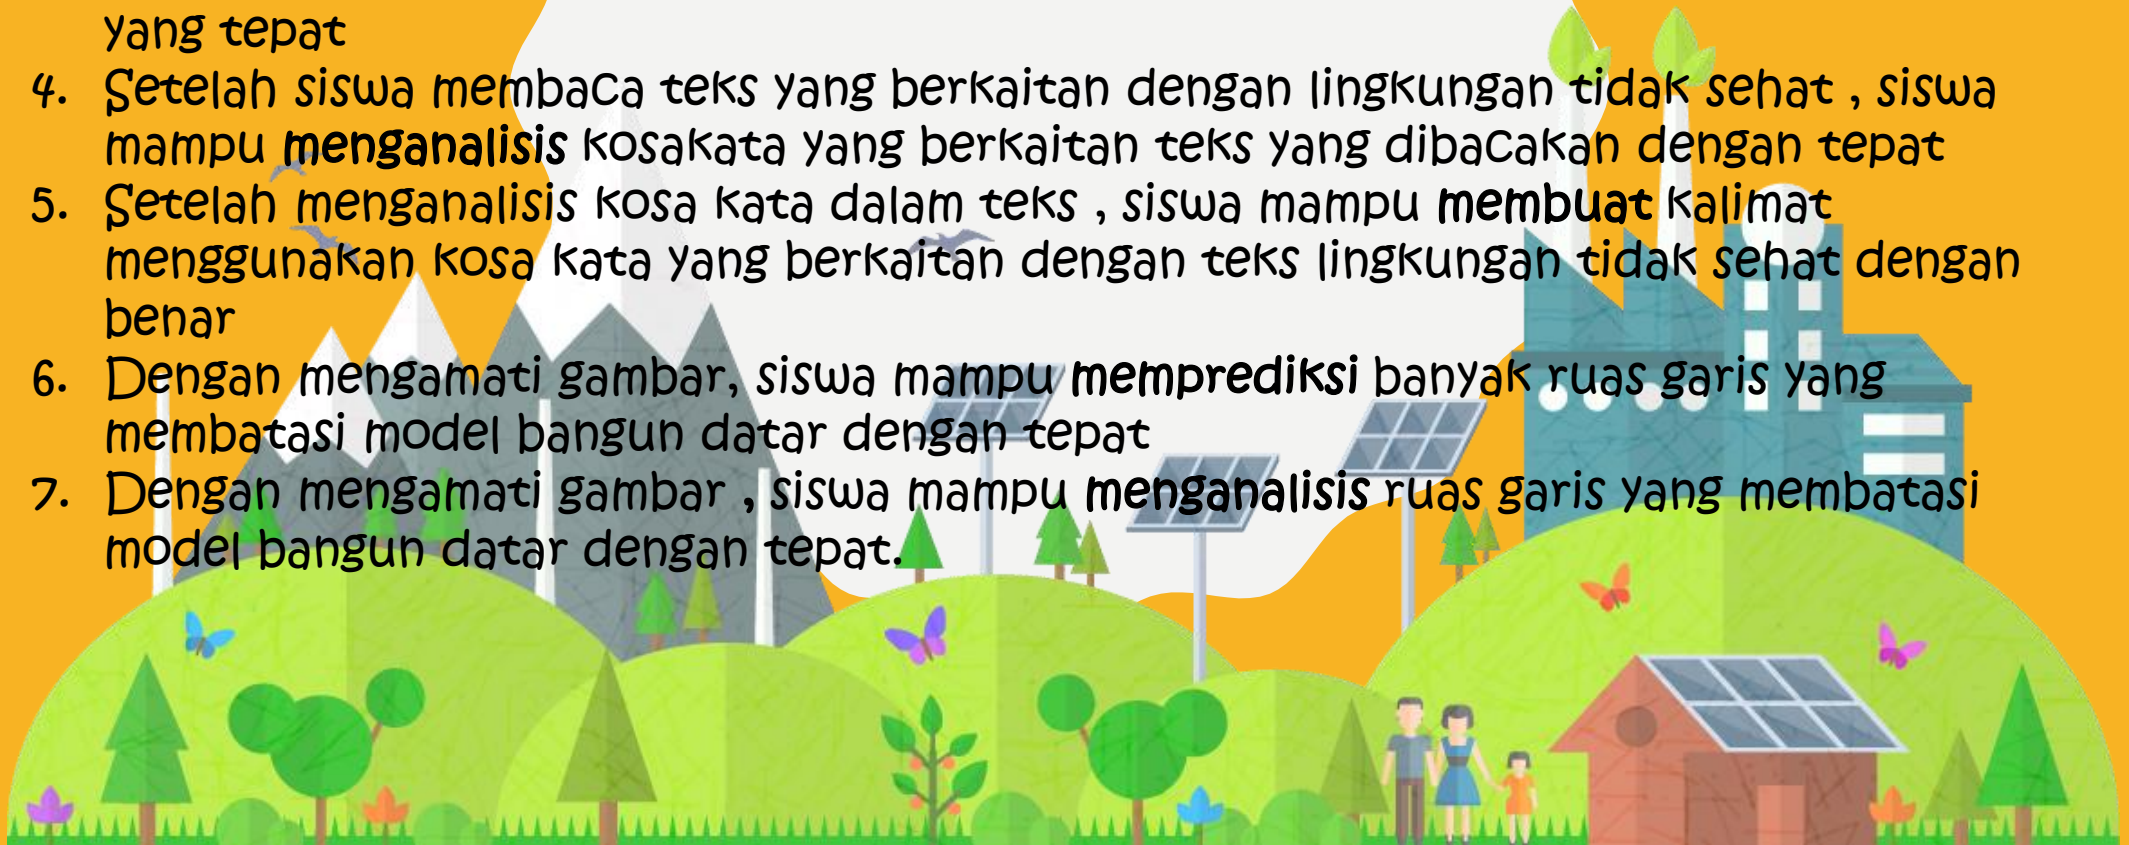 yang tepat
4. Setelah siswa membaca teks yang berkaitan dengan lingkungan tidak sehat , siswa
mampu menganalisis kosakata yang berkaitan teks yang dibacakan dengan tepat
5. Setelah menganalisis kosa kata dalam teks , siswa mampu membuat kalimat
menggunakan kosa kata yang berkaitan dengan teks lingkungan tidak sehat dengan
benar
6. Dengan mengamati gambar, siswa mampu memprediksi banyak ruas garis yang
membatasi model bangun datar dengan tepat
7. Dengan mengamati gambar , siswa mampu menganalisis ruas garis yang membatasi
model bangun datar dengan tepat.